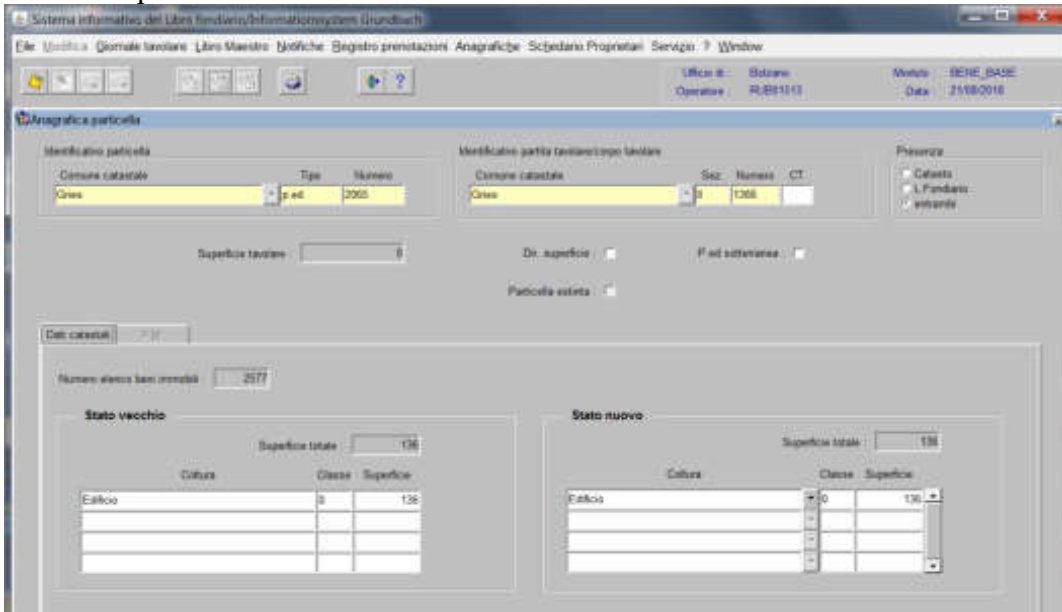 Sistema informativo del Libro fondiario/Informationsystem Grundbuch
File Modifica Giornale tavolare Libro Maestro Notifiche Registro prenotazioni Anagrafiche Schedario Proprietari Servizio ? Window
Ufficio di : Bolzano Modulo : BENE_BASE
Operatore : Data : 21/08/2018
Anagrafica particella
Identificativo particella Identificativo partita tavolare/corpo tavolare Presenza
Comune catastale Tipo Numero Comune catastale Sez. Numero CT. Catasto
Gries p.ed. 2065 Gries II L.Fondiario
entrambi
Superficie tavolare : 0 Dir. superficie : P.ed sotterranea :
Particella estinta :
Dati catastali P.M.
Numero elenco beni immobili : 2577
Stato vecchio Stato nuovo
Superficie totale : 136 Superficie totale : 136
Coltura Classe Superficie Coltura Classe Superficie
Edificio 0 136 Edificio 0 136